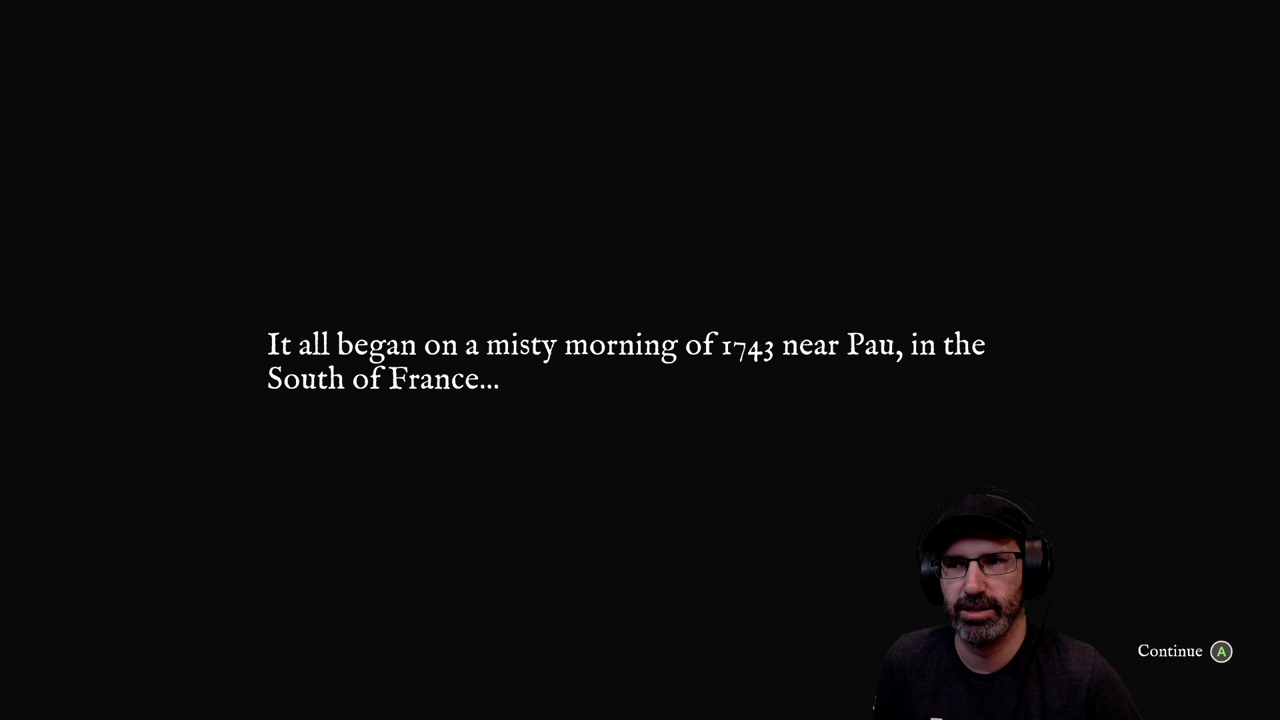 It all began on a misty morning of 1743 near Pau, in the
South of France...
Continue A